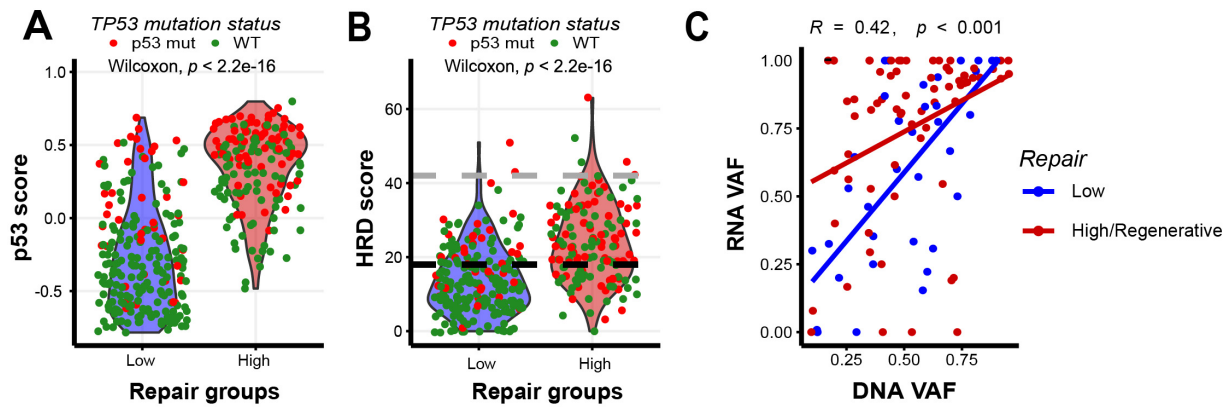 A
TP53 mutation status
p53 mut WT
Wilcoxon, p < 2.2e-16
p53 score
1.0
0.5
0.0
-0.5
Low High
Repair groups
B
TP53 mutation status
p53 mut WT
Wilcoxon, p < 2.2e-16
HRD score
60
40
20
0
Low High
Repair groups
C
R = 0.42, p < 0.001
RNA VAF
1.00
0.75
0.50
0.25
0.00
0.25 0.50 0.75
DNA VAF
Repair
Low
High/Regenerative